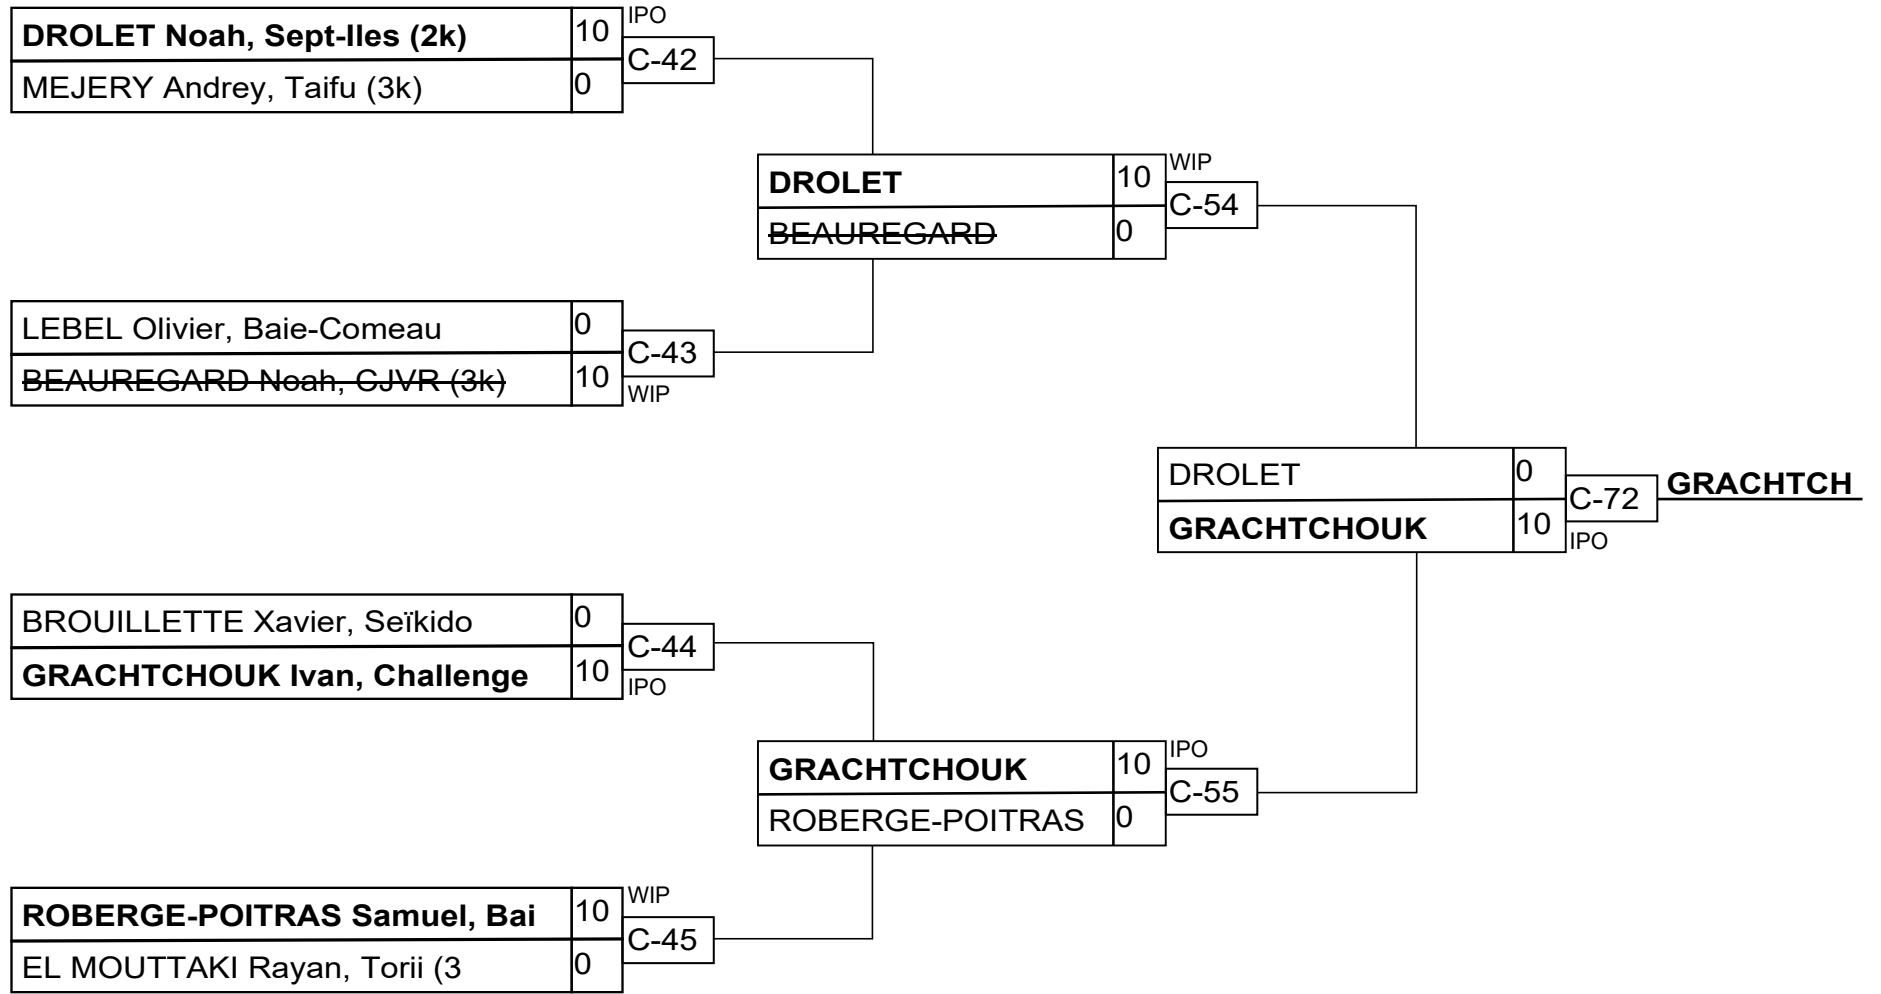 DROLET Noah, Sept-Iles (2k) 10 IPO
C-42
MEJERY Andrey, Taifu (3k) 0
DROLET 10 WIP
C-54
BEAUREGARD 0
LEBEL Olivier, Baie-Comeau 0
C-43
BEAUREGARD Noah, CJVR (3k) 10 WIP
DROLET 0
C-72 GRACHTCH
GRACHTCHOUK 10 IPO
BROUILLETTE Xavier, Seïkido 0
C-44
GRACHTCHOUK Ivan, Challenge 10 IPO
GRACHTCHOUK 10 IPO
C-55
ROBERGE-POITRAS 0
ROBERGE-POITRAS Samuel, Bai 10 WIP
C-45
EL MOUTTAKI Rayan, Torii (3 0